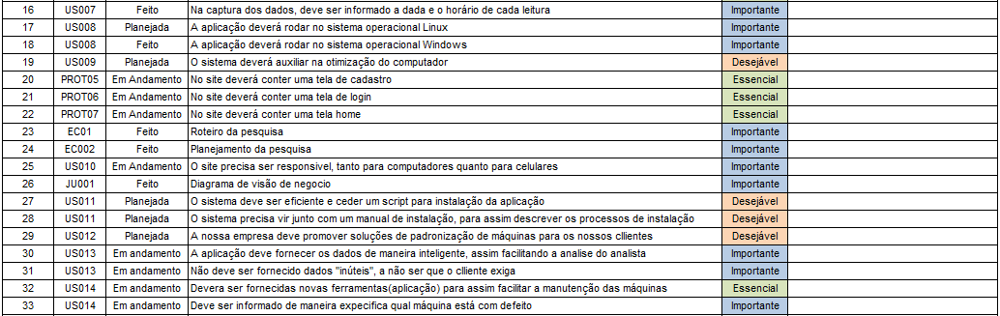 16 US007 Feito Na captura dos dados, deve ser informado a dada e o horário de cada leitura Importante
17 US008 Planejada A aplicação deverá rodar no sistema operacional Linux Importante
18 US008 Feito A aplicação deverá rodar no sistema operacional Windows Importante
19 US009 Planejada O sistema deverá auxiliar na otimização do computador Desejável
20 PROT05 Em Andamento No site deverá conter uma tela de cadastro Essencial
21 PROT06 Em Andamento No site deverá conter uma tela de login Essencial
22 PROT07 Em Andamento No site deverá conter uma tela home Essencial
23 EC01 Feito Roteiro da pesquisa Importante
24 EC002 Feito Planejamento da pesquisa Importante
25 US010 Em Andamento O site precisa ser responsivel, tanto para computadores quanto para celulares Importante
26 JU001 Feito Diagrama de visão de negocio Importante
27 US011 Planejada O sistema deve ser eficiente e ceder um script para instalação da aplicação Desejável
28 US011 Planejada O sistema precisa vir junto com um manual de instalação, para assim descrever os processos de instalação Desejável
29 US012 Planejada A nossa empresa deve promover soluções de padronização de máquinas para os nossos cllientes Desejável
30 US013 Em andamento A aplicação deve fornecer os dados de maneira inteligente, assim facilitando a analise do analista Importante
31 US013 Em andamento Não deve ser fornecido dados "inúteis", a não ser que o clliente exiga Importante
32 US014 Em andamento Devera ser fornecidas novas ferramentas(aplicação) para assim facilitar a manutenção das máquinas Essencial
33 US014 Em andamento Deve ser informado de maneira expecifica qual máquina está com defeito Importante